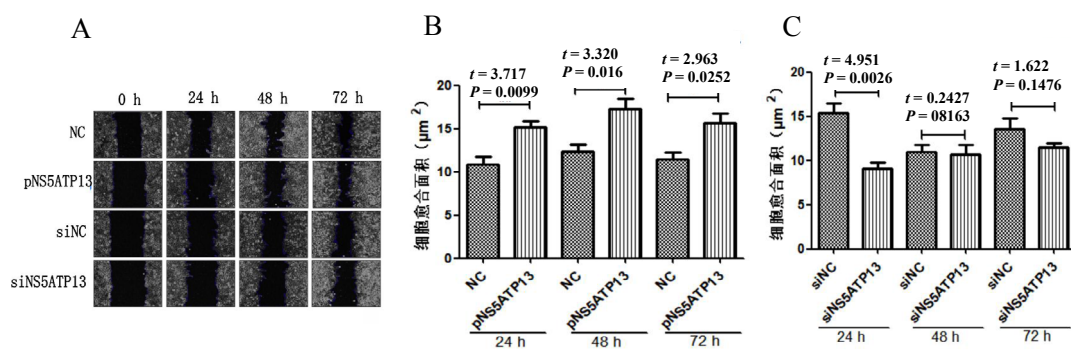 A
0 h 24 h 48 h 72 h
NC
pNS5ATP13
siNC
siNS5ATP13
B
t = 3.717
P = 0.0099
t = 3.320
P = 0.016
t = 2.963
P = 0.0252
细胞愈合面积（μm²）
20
15
10
5
0
NC
pNS5ATP13
NC
pNS5ATP13
NC
pNS5ATP13
24 h 48 h 72 h
C
t = 4.951
P = 0.0026
t = 0.2427
P = 08163
t = 1.622
P = 0.1476
细胞愈合面积（μm²）
20
15
10
5
0
siNC
siNS5ATP13
siNC
siNS5ATP13
siNC
siNS5ATP13
24 h 48 h 72 h